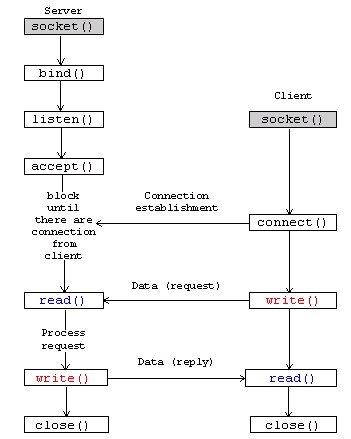 Server
socket()
bind()
Client
listen()
socket()
accept()
block
until
there are
connection
from
client
Connection
establishment
connect()
Data (request)
read()
write()
Process
request
Data (reply)
write()
read()
close()
close()